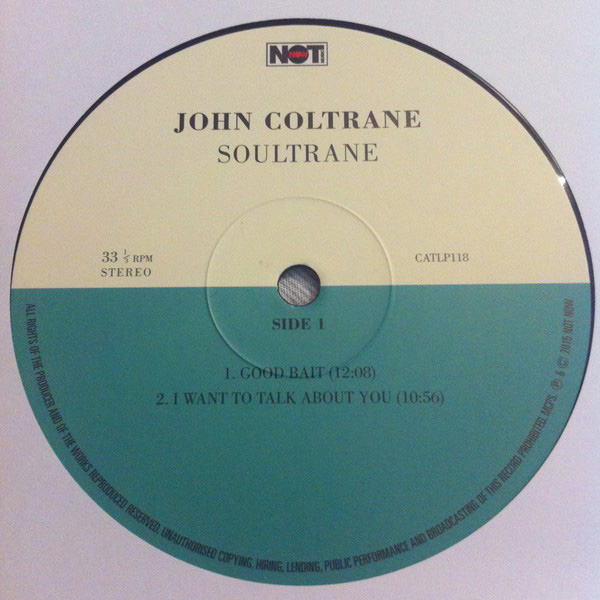 NOT NOW
JOHN COLTRANE
SOULTRANE
33 ⅕ RPM
STEREO
CATLP118
SIDE 1
1. GOOD BAIT (12:08)
2. I WANT TO TALK ABOUT YOU (10:56)
ALL RIGHTS OF THE PRODUCER AND OF THE WORKS REPRODUCED RESERVED. UNAUTHORISED COPYING, HIRING, LENDING, PUBLIC PERFORMANCE AND BROADCASTING OF THIS RECORD PROHIBITED. MCPS. ℗ & © 2015 NOT NOW